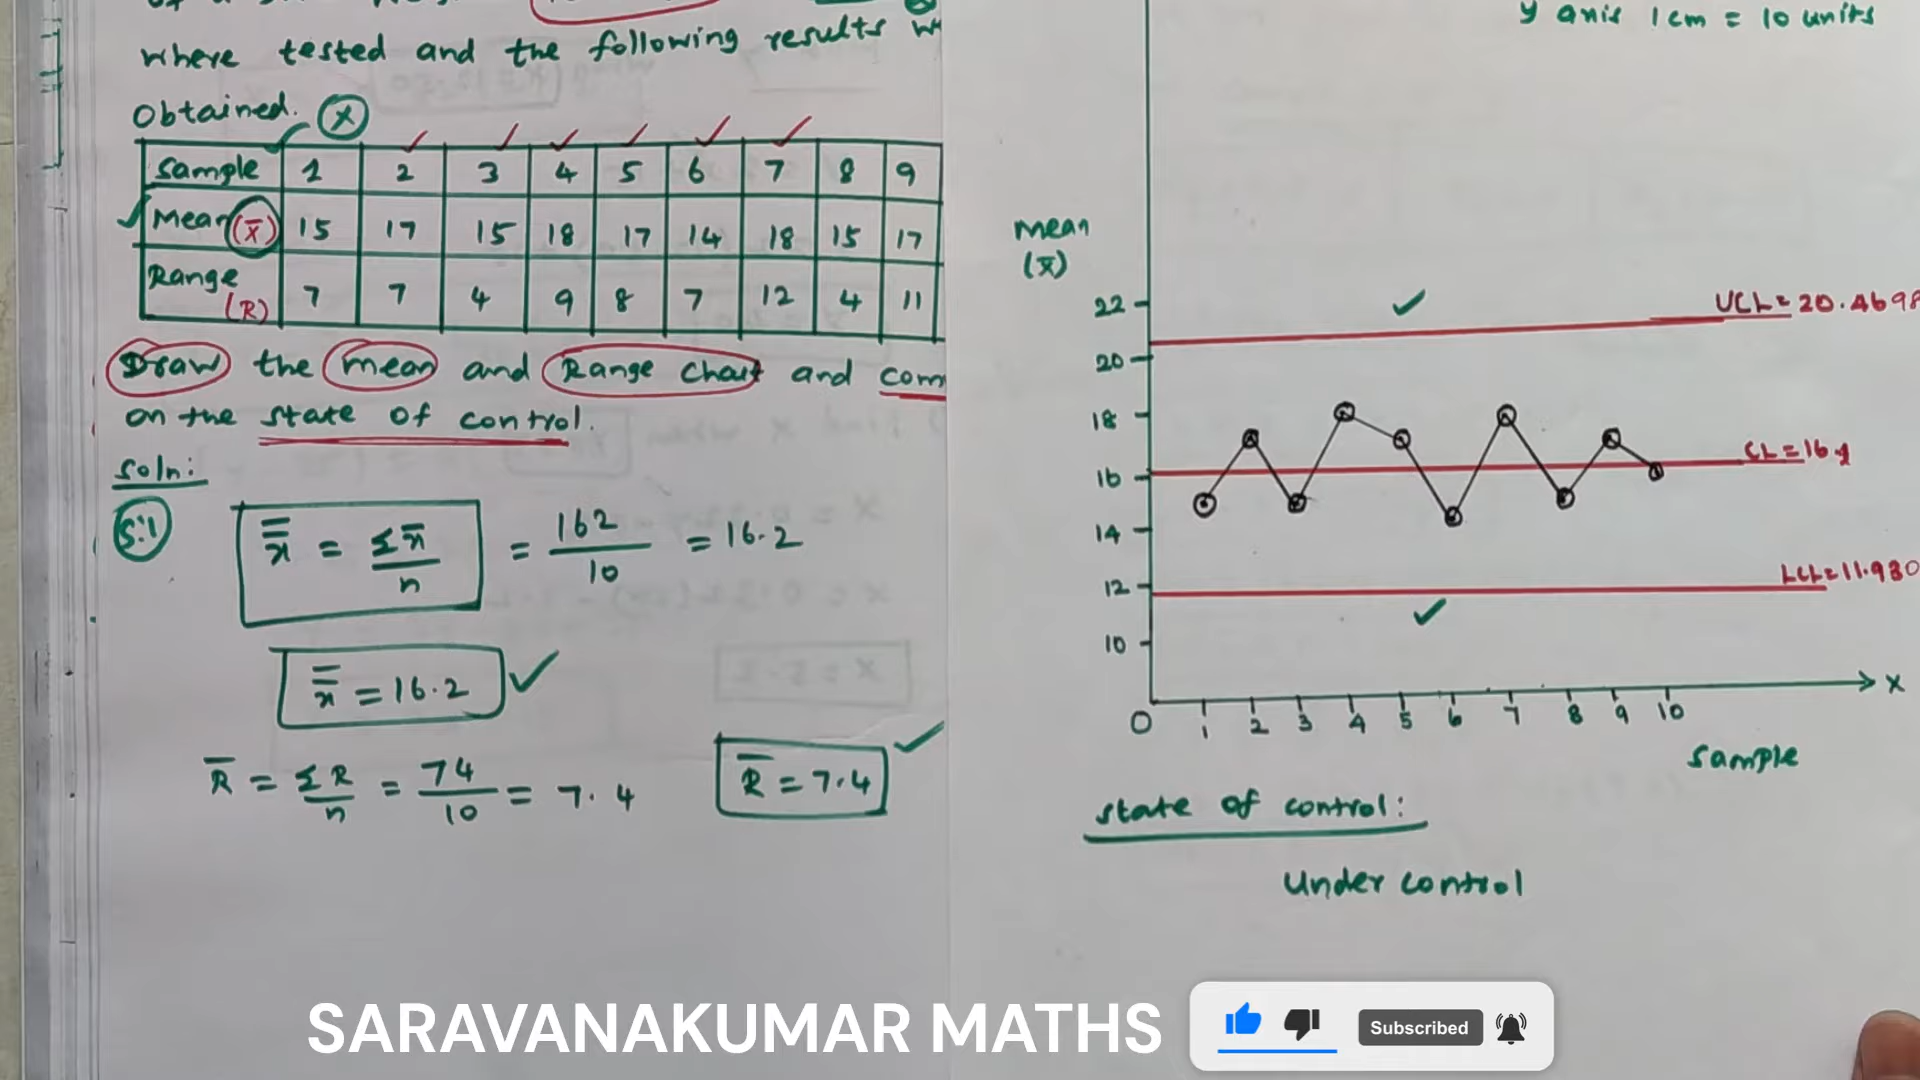 where tested and the following results
Obtained. X
Sample 1 2 3 4 5 6 7 8 9
Mean (x̄) 15 17 15 18 17 14 18 15 17
Range (R) 7 7 4 9 8 7 12 4 11
Draw the mean and Range Chart and com
on the state of control.
Soln:
S:1
x̿ = Σx̄/n = 162/10 = 16.2
x̿ = 16.2
R̄ = ΣR/n = 74/10 = 7.4
R̄ = 7.4
Y axis 1cm = 10 units
Mean
(x̄)
22
UCL = 20.4698
20
18
CL = 16.2
16
14
LCL = 11.930
12
10
0 1 2 3 4 5 6 7 8 9 10 X
Sample
State of control:
Under control
SARAVANAKUMAR MATHS
Subscribed